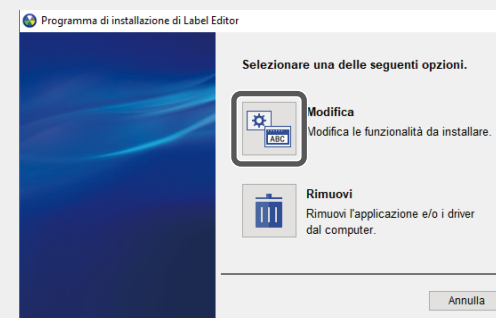 Programma di installazione di Label Editor
Selezionare una delle seguenti opzioni.
ABC
Modifica
Modifica le funzionalità da installare.
Rimuovi
Rimuovi l'applicazione e/o i driver
dal computer.
Annulla